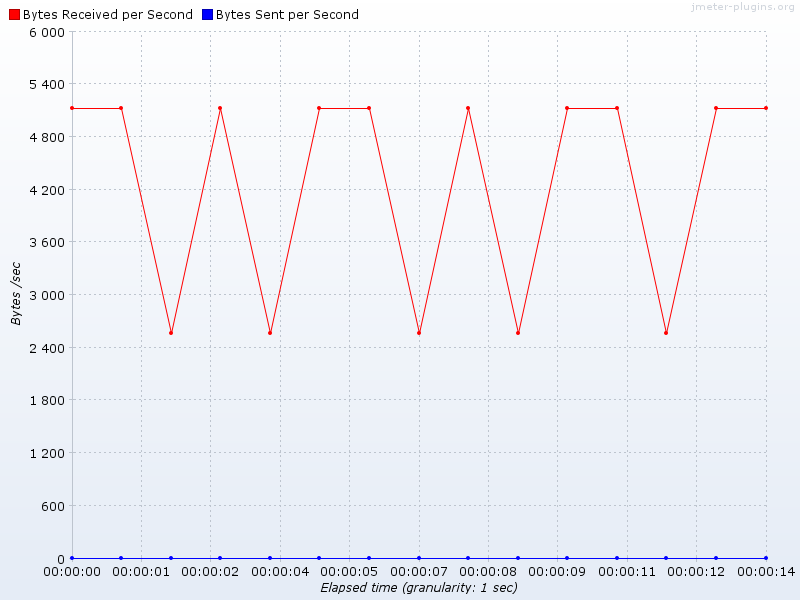 jmeter-plugins.org
Bytes Received per Second Bytes Sent per Second
6 000
5 400
4 800
4 200
3 600
3 000
2 400
1 800
1 200
600
0
Bytes /sec
00:00:00 00:00:01 00:00:02 00:00:04 00:00:05 00:00:07 00:00:08 00:00:09 00:00:11 00:00:12 00:00:14
Elapsed time (granularity: 1 sec)